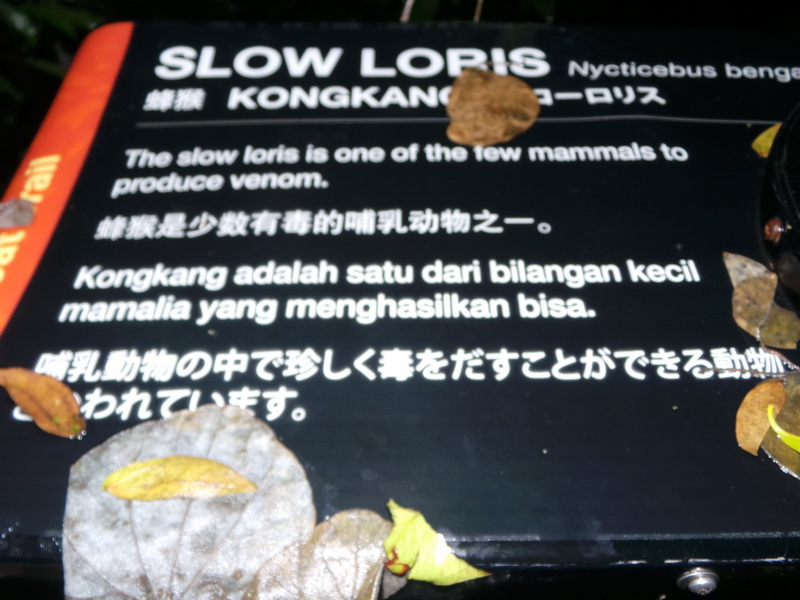 SLOW LORIS Nycticebus benga
蜂猴 KONGKANG ローロリス
The slow loris is one of the few mammals to
produce venom.
蜂猴是少数有毒的哺乳动物之一。
Kongkang adalah satu dari bilangan kecil
mamalia yang menghasilkan bisa.
哺乳動物の中で珍しく毒をだすことができる動物
われています。